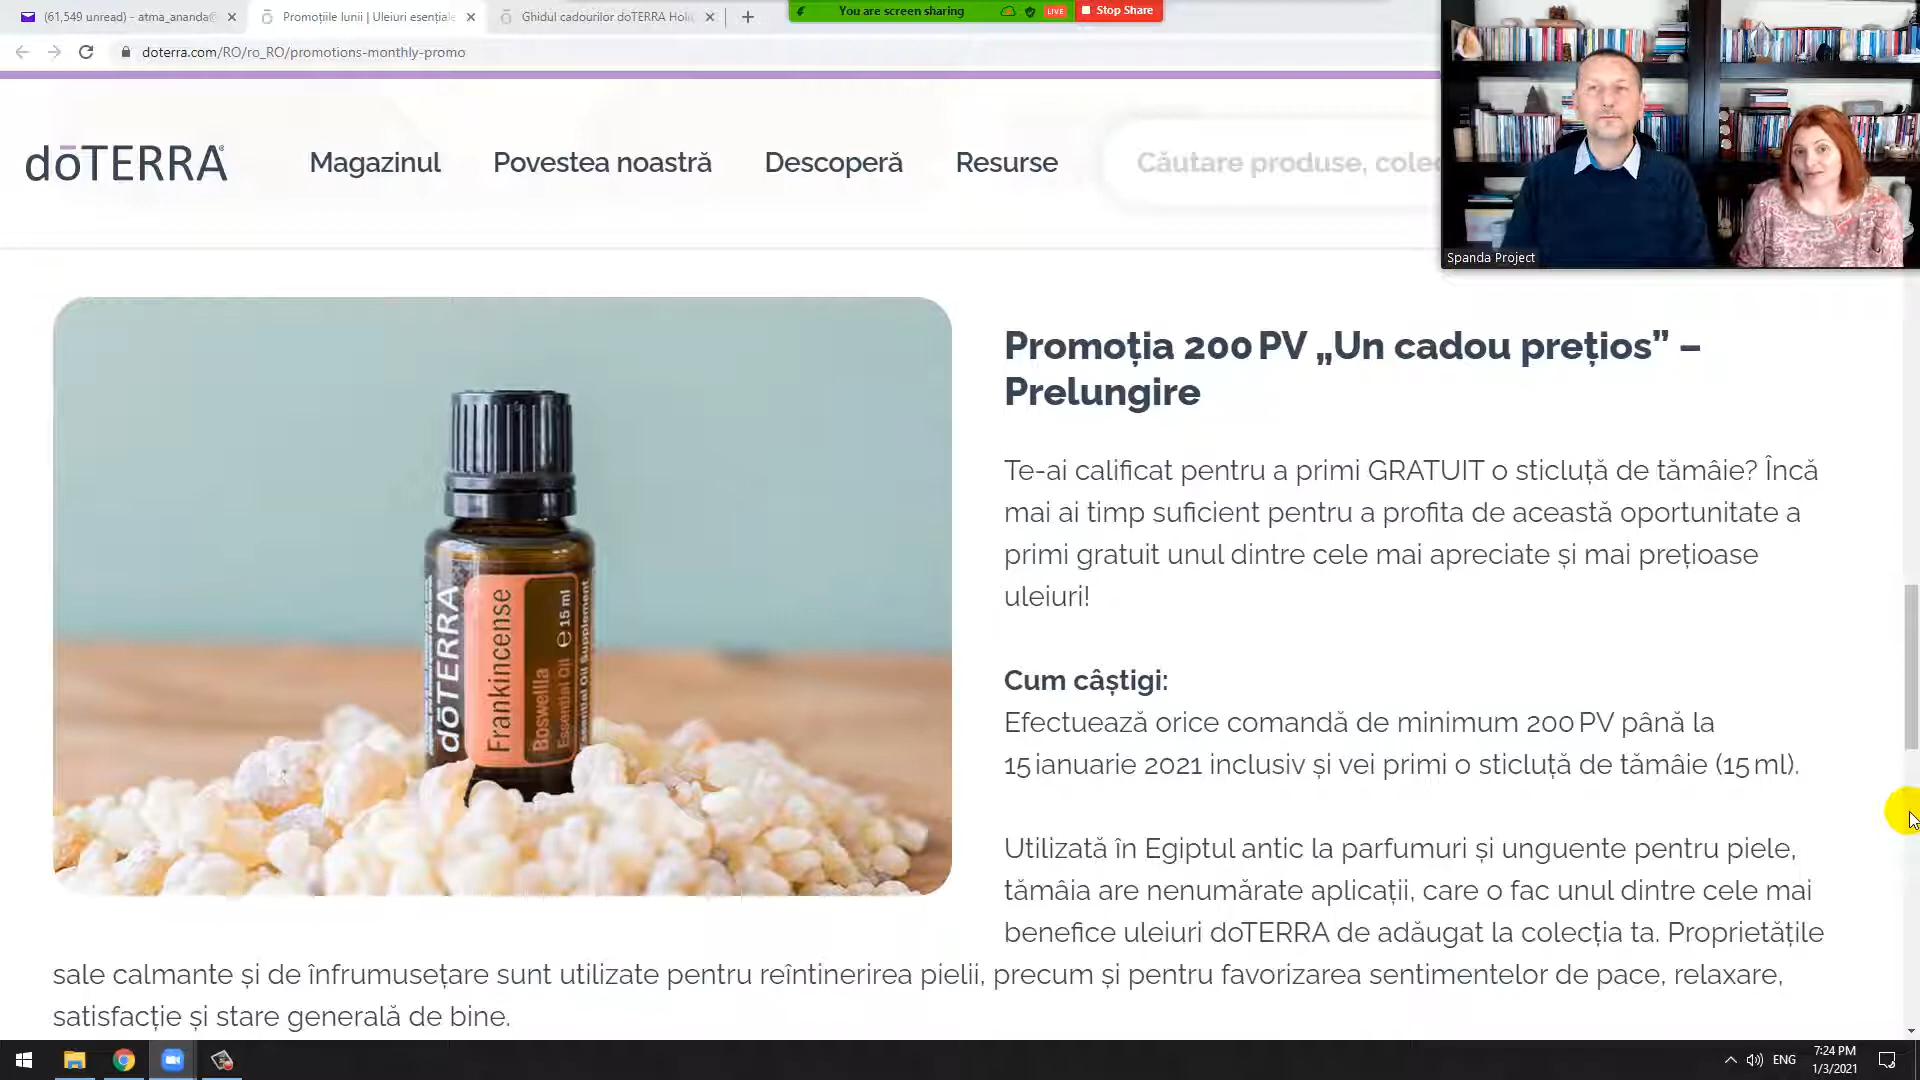 (61,549 unread) - atma_ananda@
Promoțiile lunii | Uleiuri esențiale
Ghidul cadourilor doTERRA Holi
You are screen sharing
LIVE
Stop Share
doterra.com/RO/ro_RO/promotions-monthly-promo
dōTERRA
Magazinul
Povestea noastră
Descoperă
Resurse
Căutare produse, colec
Spanda Project
Promoția 200 PV „Un cadou prețios” –
Prelungire
Te-ai calificat pentru a primi GRATUIT o sticluță de tămâie? Încă
mai ai timp suficient pentru a profita de această oportunitate a
primi gratuit unul dintre cele mai apreciate și mai prețioase
uleiuri!
Cum câștigi:
Efectuează orice comandă de minimum 200 PV până la
15 ianuarie 2021 inclusiv și vei primi o sticluță de tămâie (15 ml).
Utilizată în Egiptul antic la parfumuri și unguente pentru piele,
tămâia are nenumărate aplicații, care o fac unul dintre cele mai
benefice uleiuri doTERRA de adăugat la colecția ta. Proprietățile
sale calmante și de înfrumusețare sunt utilizate pentru reîntinerirea pielii, precum și pentru favorizarea sentimentelor de pace, relaxare,
satisfacție și stare generală de bine.
dōTERRA
Frankincense
Boswellia
Essential Oil
e 15 ml
Essential Oil Supplement
ENG
7:24 PM
1/3/2021